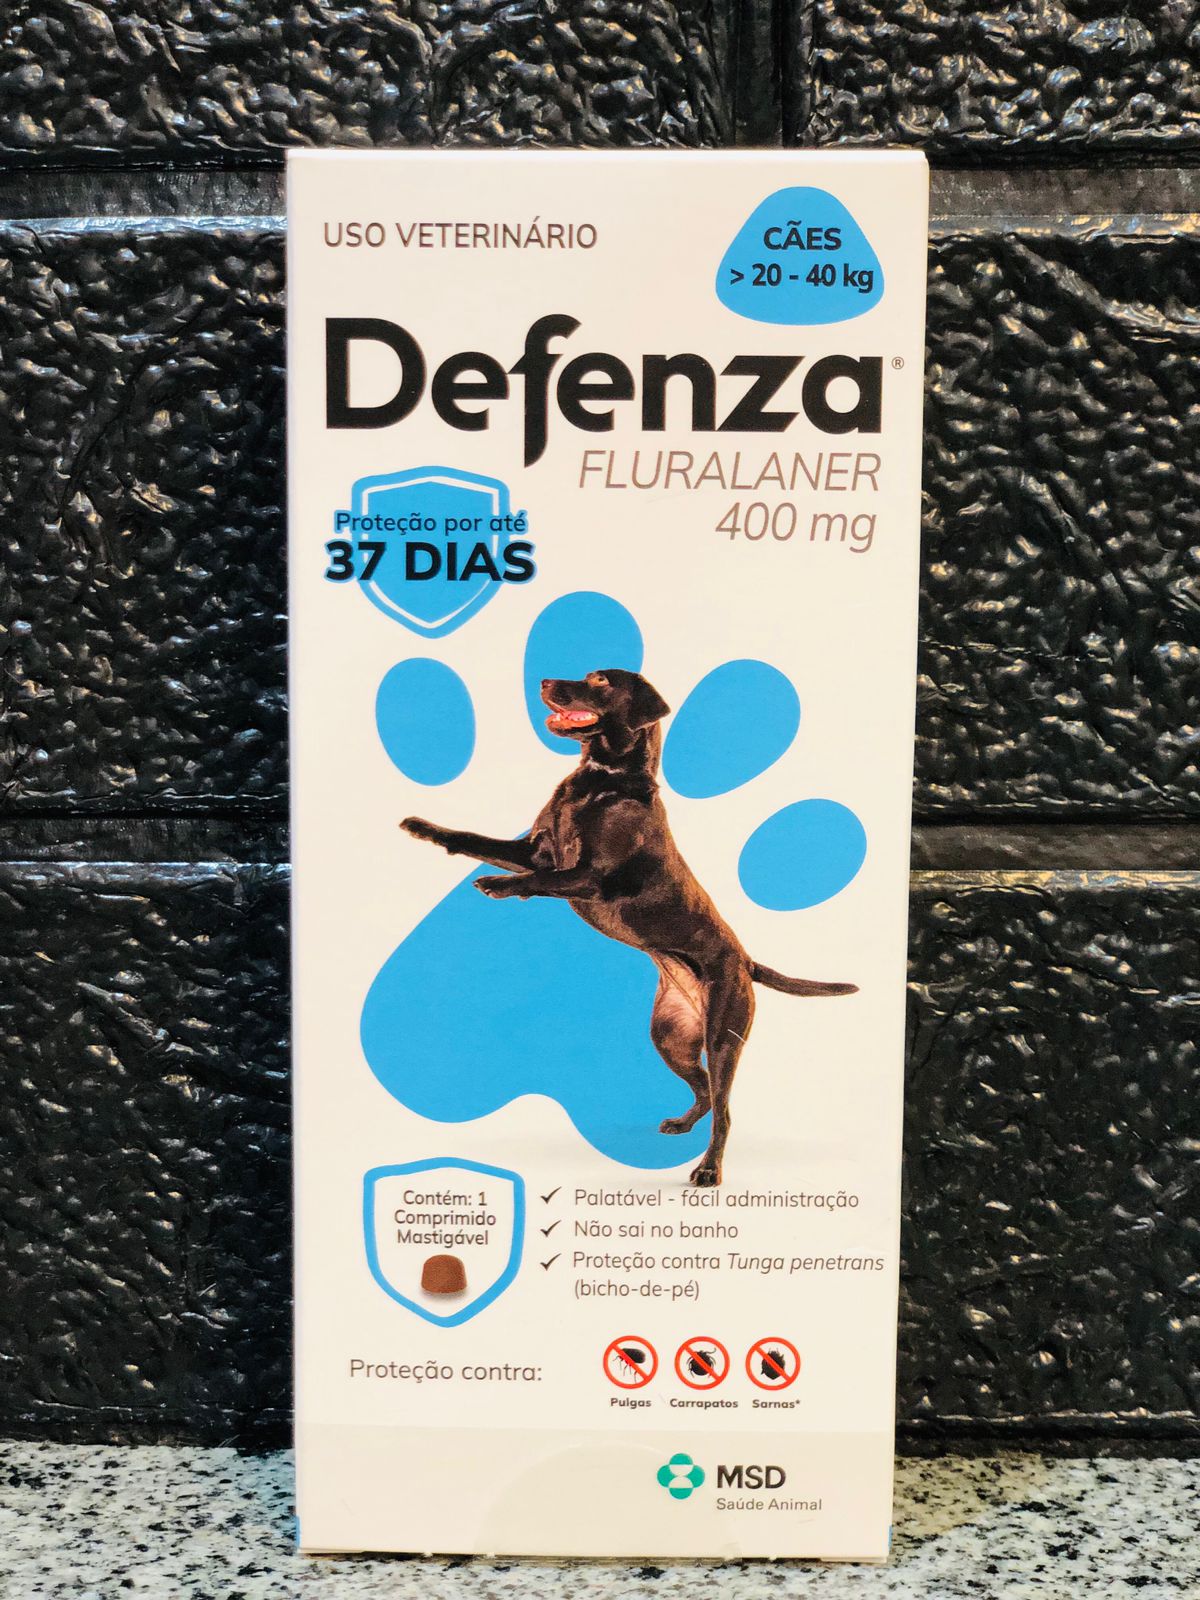 USO VETERINÁRIO
CÃES
> 20 - 40 kg
Defenza®
FLURALANER
400 mg
Proteção por até
37 DIAS
Contém: 1
Comprimido
Mastigável
✓ Palatável - fácil administração
✓ Não sai no banho
✓ Proteção contra Tunga penetrans
(bicho-de-pé)
Proteção contra:
Pulgas Carrapatos Sarnas*
MSD
Saúde Animal